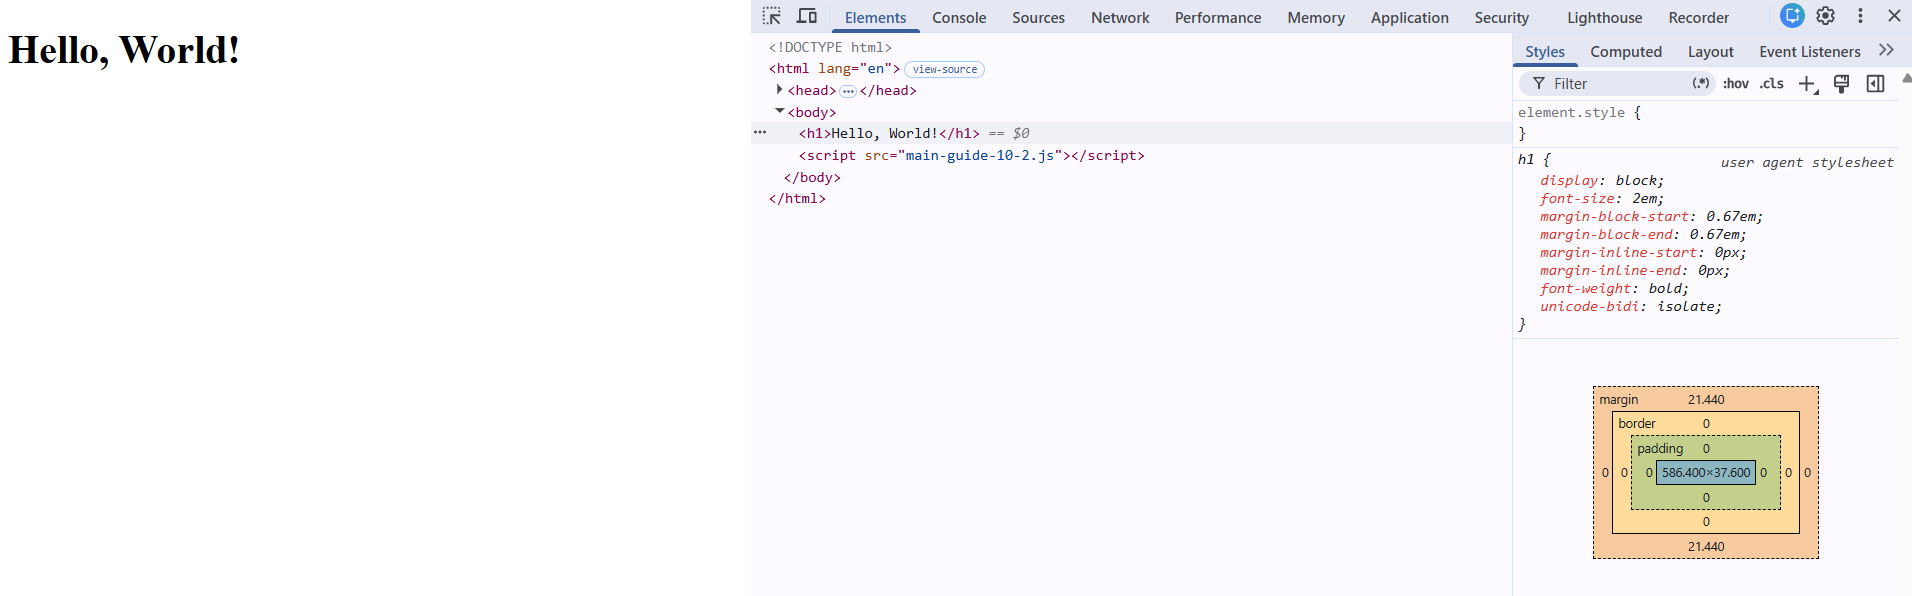 Hello, World!
Elements Console Sources Network Performance Memory Application Security Lighthouse Recorder
<!DOCTYPE html>
<html lang="en"> view-source
<head> ··· </head>
<body>
··· <h1>Hello, World!</h1> == $0
<script src="main-guide-10-2.js"></script>
</body>
</html>
Styles Computed Layout Event Listeners
Filter (.*) :hov .cls
element.style {
}
h1 { user agent stylesheet
display: block;
font-size: 2em;
margin-block-start: 0.67em;
margin-block-end: 0.67em;
margin-inline-start: 0px;
margin-inline-end: 0px;
font-weight: bold;
unicode-bidi: isolate;
}
margin 21.440
border 0
padding 0
0 0 0 586.400×37.600 0 0 0
0
0
21.440